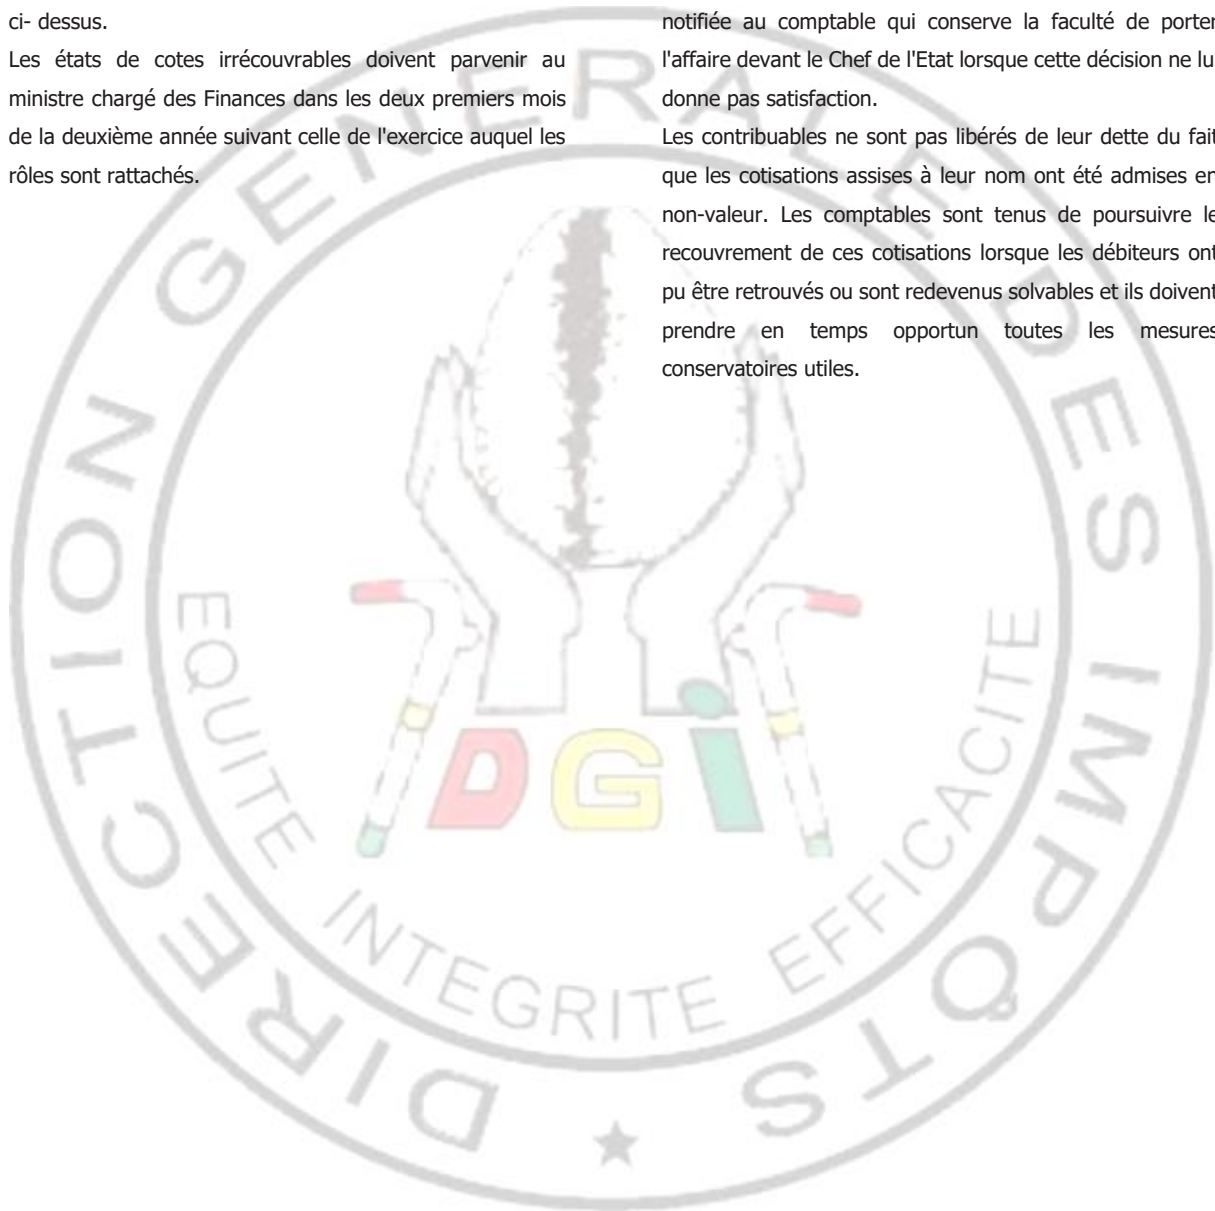 ci- dessus.
Les états de cotes irrécouvrables doivent parvenir au
ministre chargé des Finances dans les deux premiers mois
de la deuxième année suivant celle de l'exercice auquel les
rôles sont rattachés.
notifiée au comptable qui conserve la faculté de porter
l'affaire devant le Chef de l'Etat lorsque cette décision ne lu
donne pas satisfaction.
Les contribuables ne sont pas libérés de leur dette du fait
que les cotisations assises à leur nom ont été admises en
non-valeur. Les comptables sont tenus de poursuivre le
recouvrement de ces cotisations lorsque les débiteurs ont
pu être retrouvés ou sont redevenus solvables et ils doivent
prendre en temps opportun toutes les mesures
conservatoires utiles.
DIRECTION GENERALE DES IMPÔTS
EQUITE INTEGRITE EFFICACITE
DGI